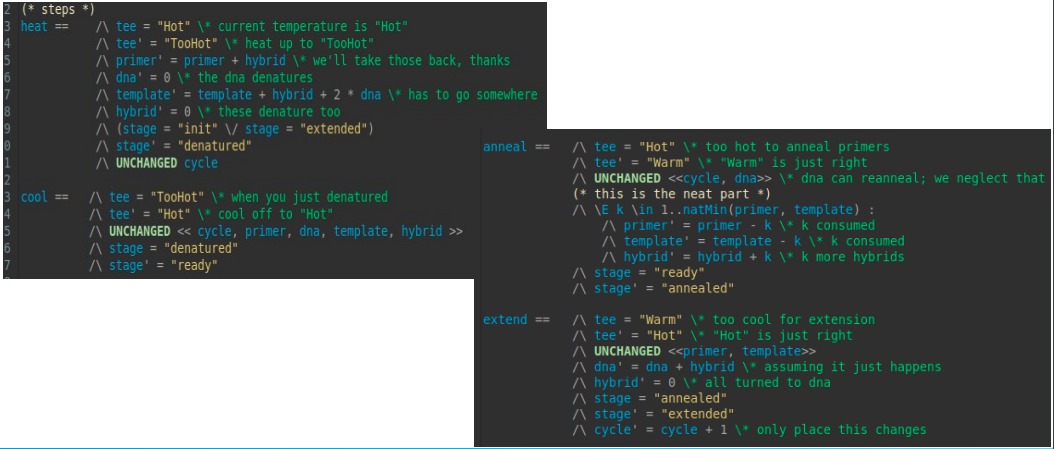 2 (* steps *)
3 heat ==    /\ tee = "Hot" \* current temperature is "Hot"
4            /\ tee' = "TooHot" \* heat up to "TooHot"
5            /\ primer' = primer + hybrid \* we'll take those back, thanks
6            /\ dna' = 0 \* the dna denatures
7            /\ template' = template + hybrid + 2 * dna \* has to go somewhere
8            /\ hybrid' = 0 \* these denature too
9            /\ (stage = "init" \/ stage = "extended")
0            /\ stage' = "denatured"
1            /\ UNCHANGED cycle
2
3 cool ==   /\ tee = "TooHot" \* when you just denatured
4           /\ tee' = "Hot" \* cool off to "Hot"
5           /\ UNCHANGED << cycle, primer, dna, template, hybrid >>
6           /\ stage = "denatured"
7           /\ stage' = "ready"
anneal ==   /\ tee = "Hot" \* too hot to anneal primers
            /\ tee' = "Warm" \* "Warm" is just right
            /\ UNCHANGED <<cycle, dna>> \* dna can reanneal; we neglect that
            (* this is the neat part *)
            /\ \E k \in 1..natMin(primer, template) :
                /\ primer' = primer - k \* k consumed
                /\ template' = template - k \* k consumed
                /\ hybrid' = hybrid + k \* k more hybrids
            /\ stage = "ready"
            /\ stage' = "annealed"
extend ==   /\ tee = "Warm" \* too cool for extension
            /\ tee' = "Hot" \* "Hot" is just right
            /\ UNCHANGED <<primer, template>>
            /\ dna' = dna + hybrid \* assuming it just happens
            /\ hybrid' = 0 \* all turned to dna
            /\ stage = "annealed"
            /\ stage' = "extended"
            /\ cycle' = cycle + 1 \* only place this changes